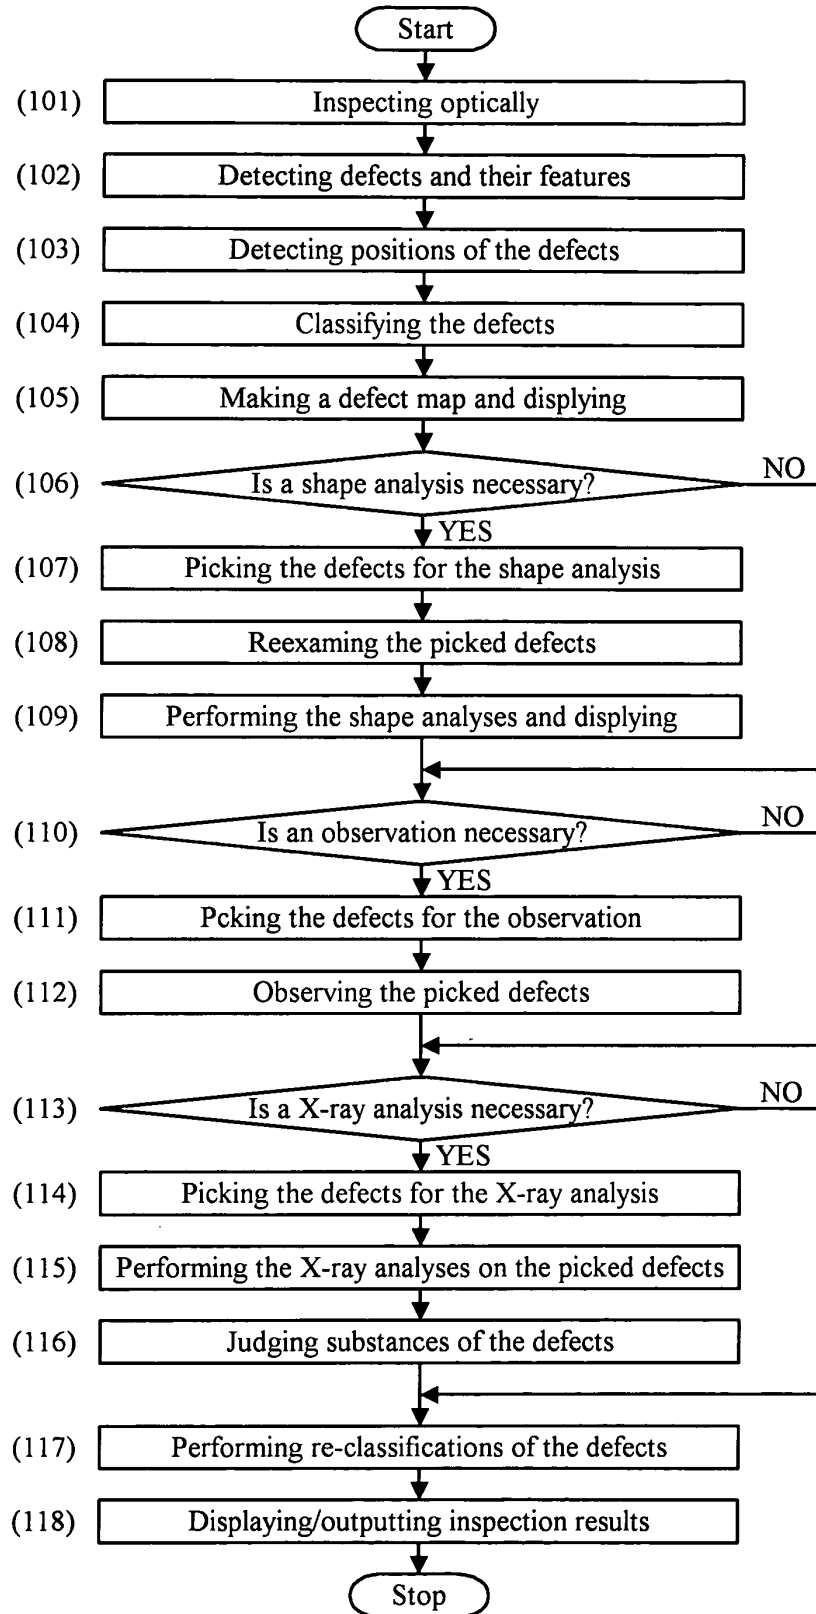 Start
(101) Inspecting optically
(102) Detecting defects and their features
(103) Detecting positions of the defects
(104) Classifying the defects
(105) Making a defect map and displying
(106) Is a shape analysis necessary? NO
YES
(107) Picking the defects for the shape analysis
(108) Reexaming the picked defects
(109) Performing the shape analyses and displying
(110) Is an observation necessary? NO
YES
(111) Pcking the defects for the observation
(112) Observing the picked defects
(113) Is a X-ray analysis necessary? NO
YES
(114) Picking the defects for the X-ray analysis
(115) Performing the X-ray analyses on the picked defects
(116) Judging substances of the defects
(117) Performing re-classifications of the defects
(118) Displaying/outputting inspection results
Stop